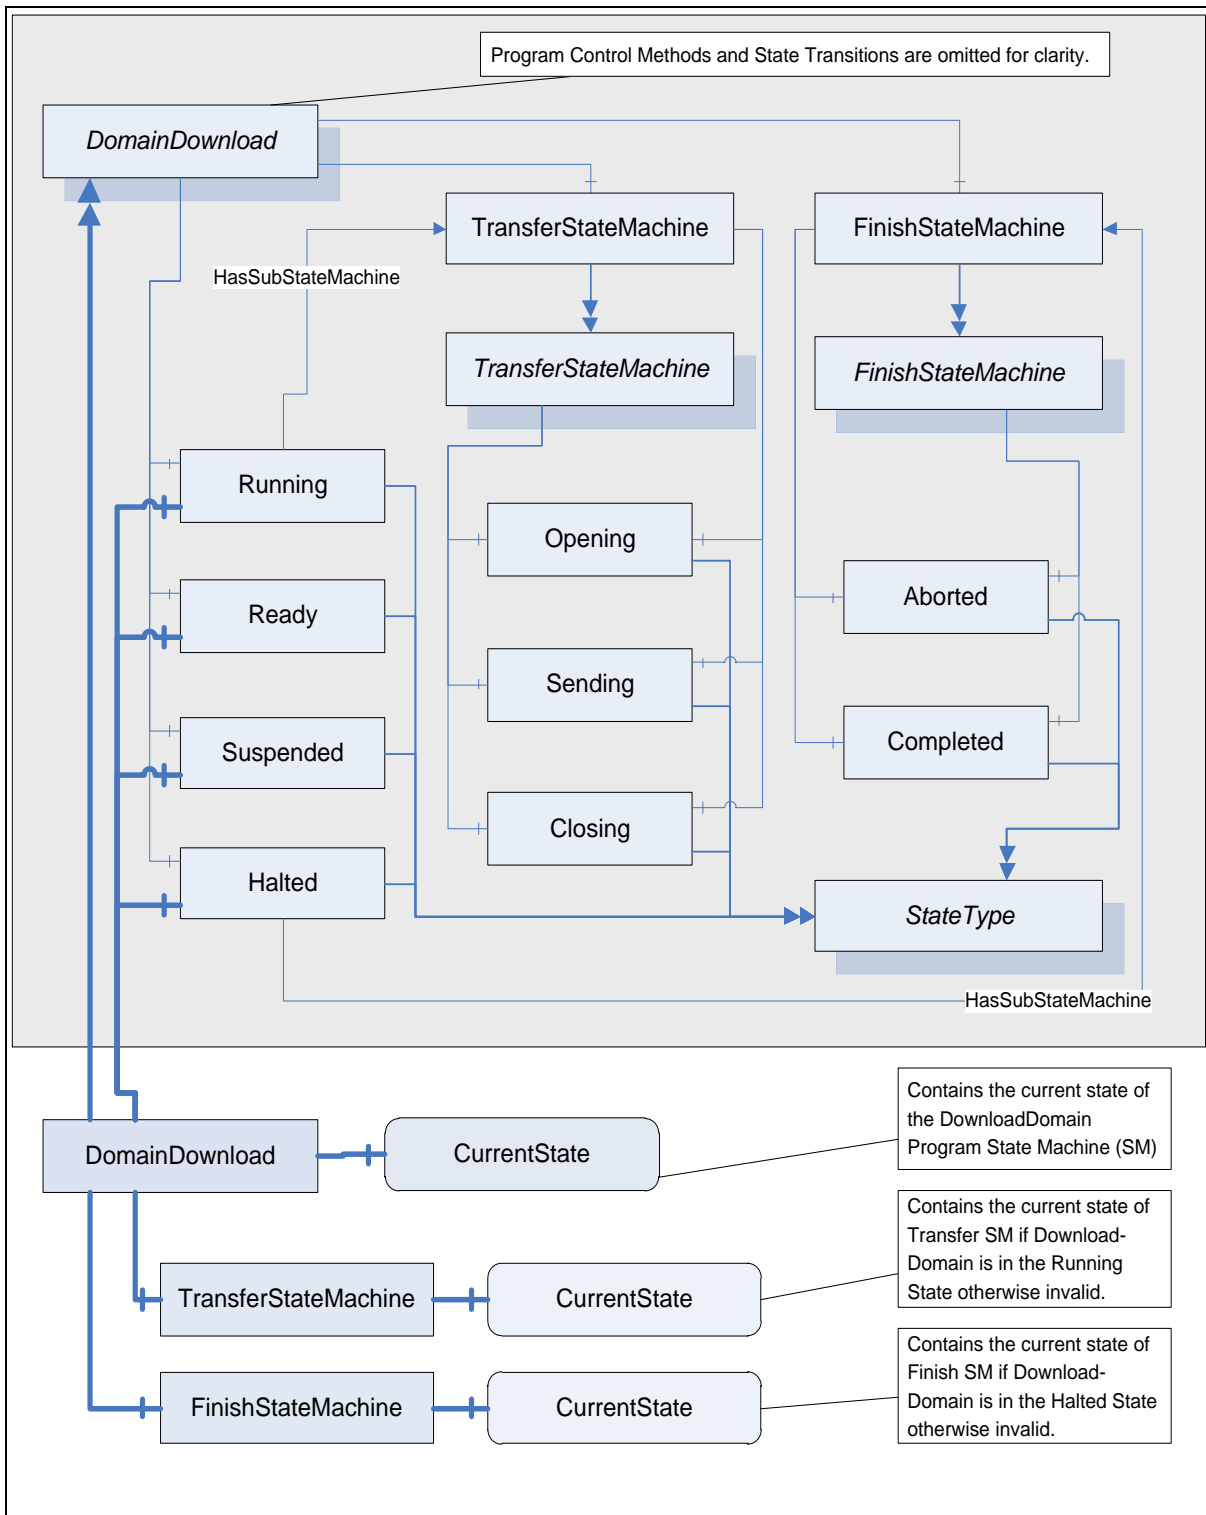 Program Control Methods and State Transitions are omitted for clarity.
DomainDownload
TransferStateMachine
FinishStateMachine
HasSubStateMachine
TransferStateMachine
FinishStateMachine
Running
Opening
Aborted
Ready
Sending
Completed
Suspended
Closing
Halted
StateType
HasSubStateMachine
Contains the current state of
the DownloadDomain
Program State Machine (SM)
DomainDownload
CurrentState
Contains the current state of
Transfer SM if Download-
Domain is in the Running
State otherwise invalid.
TransferStateMachine
CurrentState
Contains the current state of
Finish SM if Download-
Domain is in the Halted State
otherwise invalid.
FinishStateMachine
CurrentState